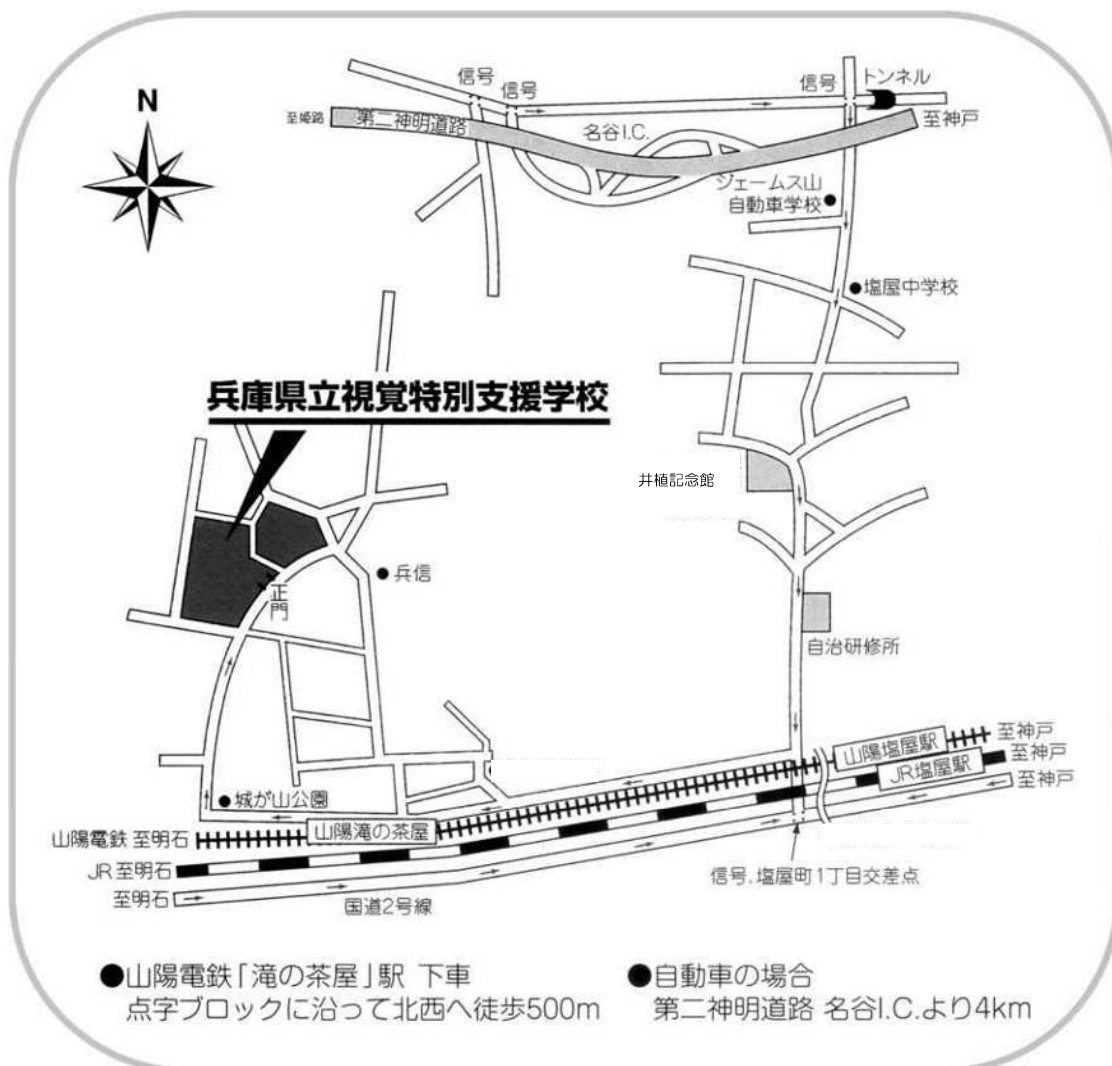 N
信号
信号
信号
トンネル
至姫路
第二神明道路
名谷I.C.
至神戸
ジェームス山
自動車学校
塩屋中学校
兵庫県立視覚特別支援学校
井植記念館
兵信
正門
自治研修所
山陽塩屋駅
至神戸
JR塩屋駅
至神戸
至神戸
城が山公園
山陽電鉄 至明石
山陽滝の茶屋
JR 至明石
至明石
国道2号線
信号、塩屋町1丁目交差点
●山陽電鉄「滝の茶屋」駅 下車
点字ブロックに沿って北西へ徒歩500m
●自動車の場合
第二神明道路 名谷I.C.より4km